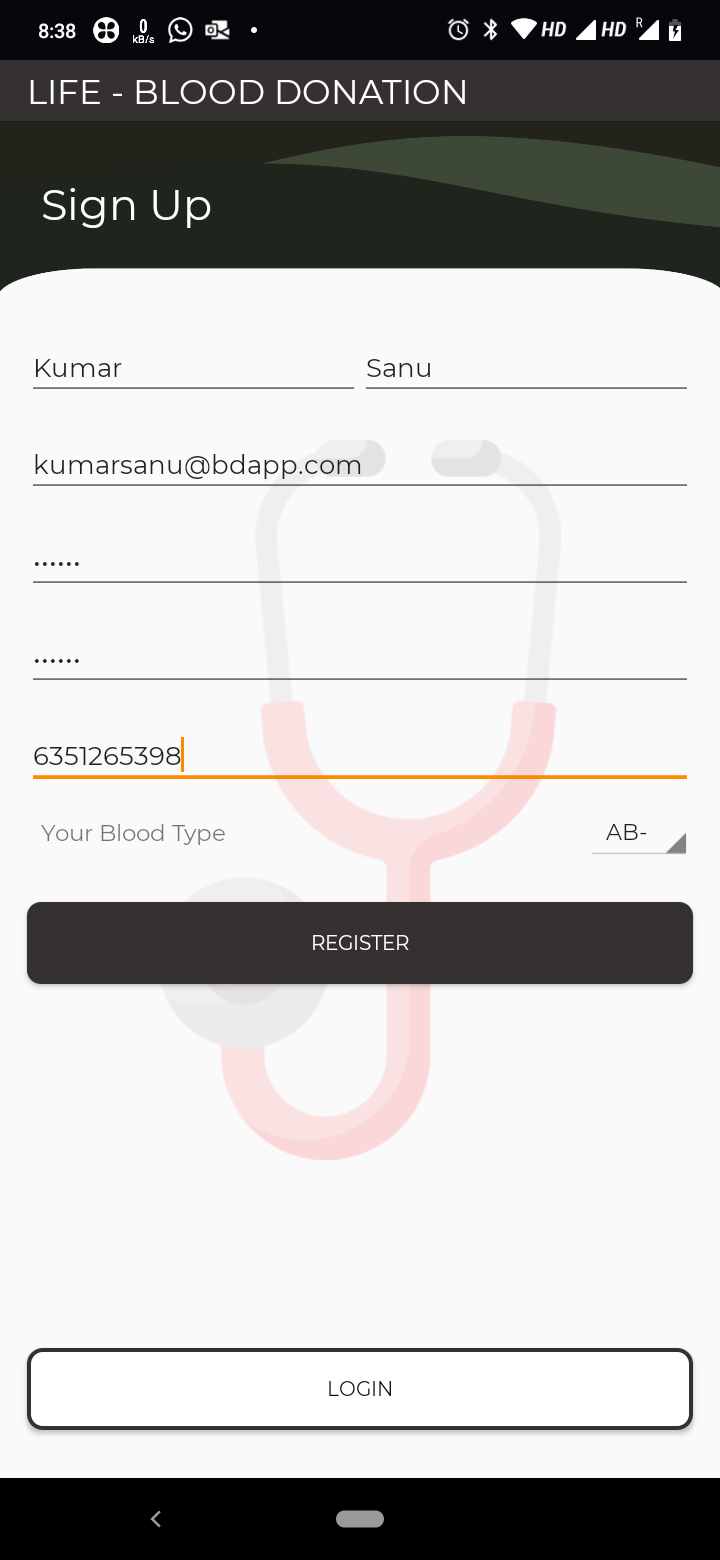 8:38 0 kB/s HD HD R
LIFE - BLOOD DONATION
Sign Up
Kumar Sanu
kumarsanu@bdapp.com
......
......
6351265398
Your Blood Type AB-
REGISTER
LOGIN